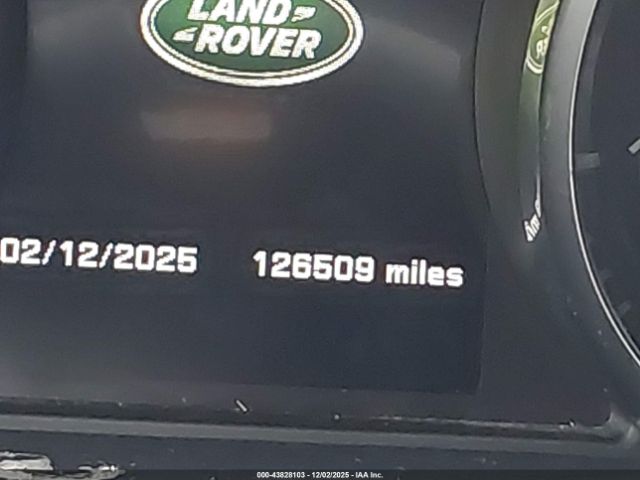 LAND
ROVER
02/12/2025 126509 miles
000-43828103 - 12/02/2025 - IAA Inc.